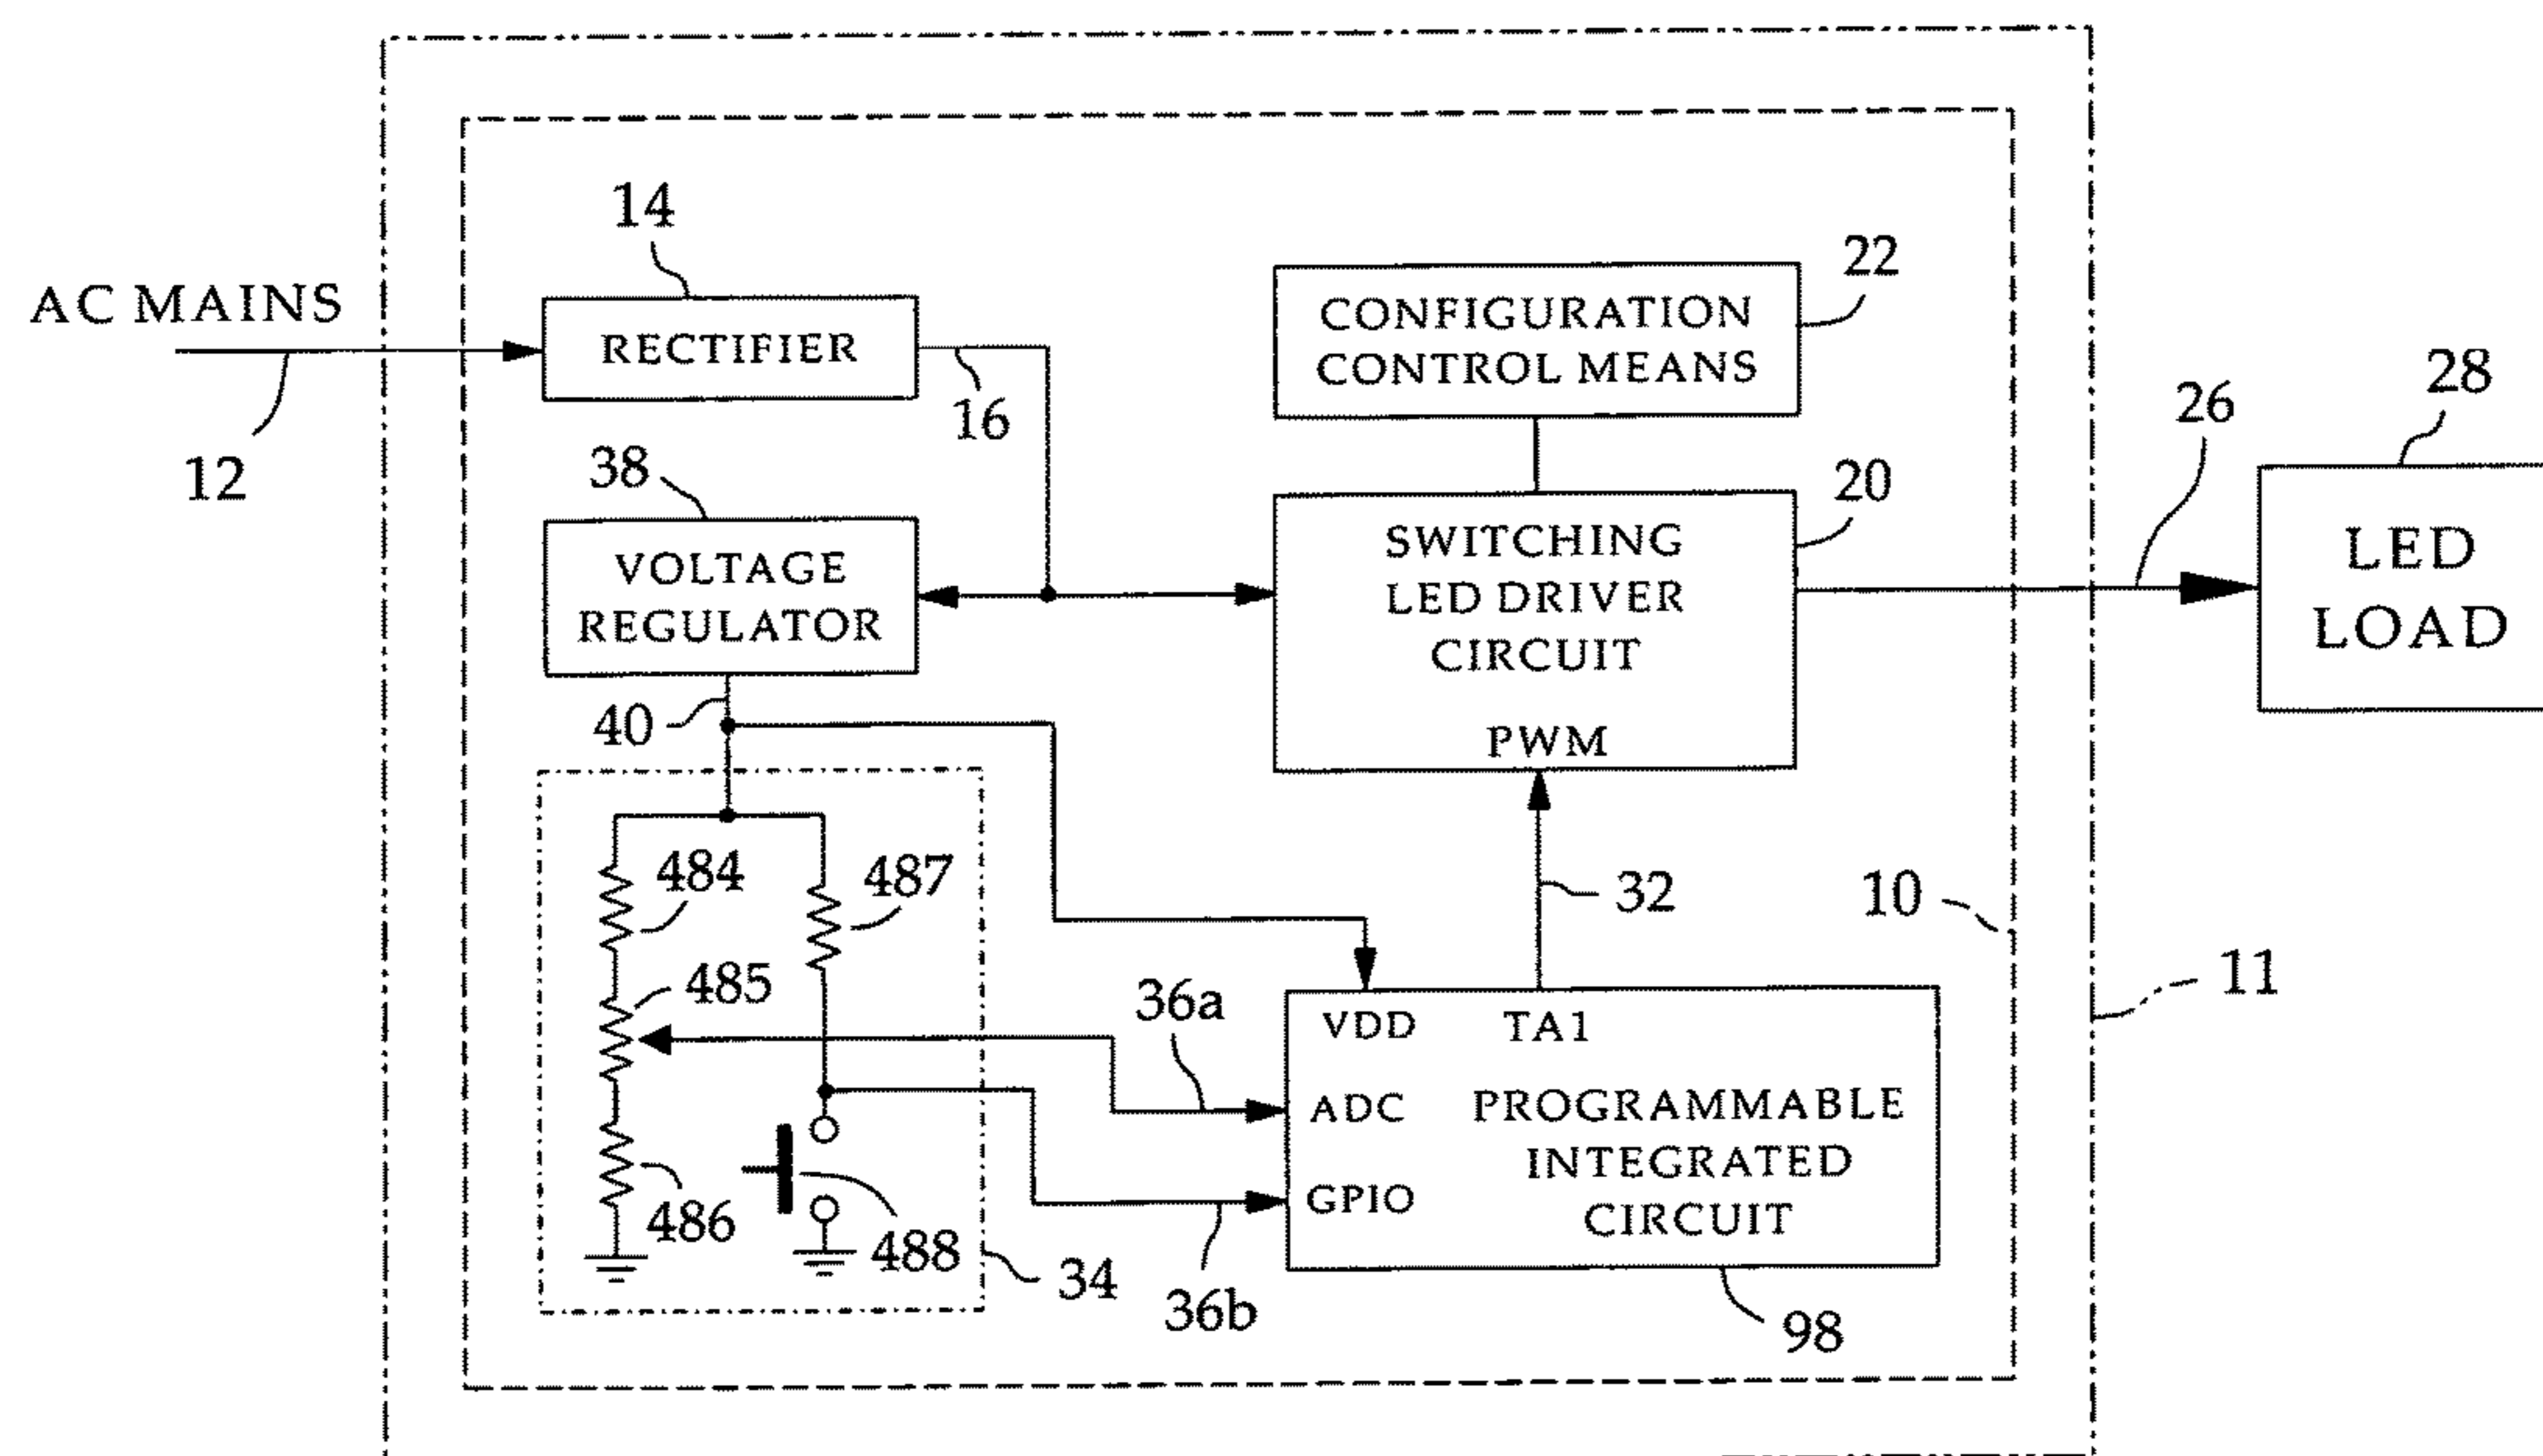 14
AC MAINS
RECTIFIER
12
16
22
CONFIGURATION
CONTROL MEANS
28
26
38
VOLTAGE
REGULATOR
20
SWITCHING
LED DRIVER
CIRCUIT
PWM
LED
LOAD
40
484
487
32
10
485
36a
11
VDD
TA1
ADC
PROGRAMMABLE
INTEGRATED
CIRCUIT
GPIO
486
488
34
36b
98